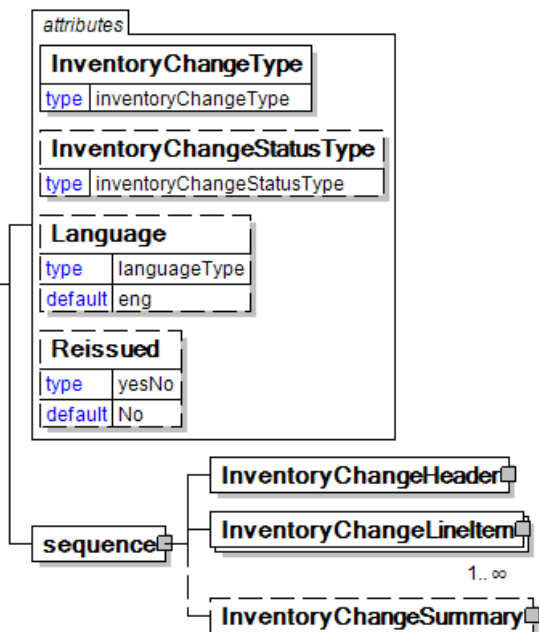 attributes
InventoryChangeType
type inventoryChangeType
InventoryChangeStatusType
type inventoryChangeStatusType
Language
type languageType
default eng
Reissued
type yesNo
default No
InventoryChangeHeader
sequence
InventoryChangeLineItem
1..∞
InventoryChangeSummary